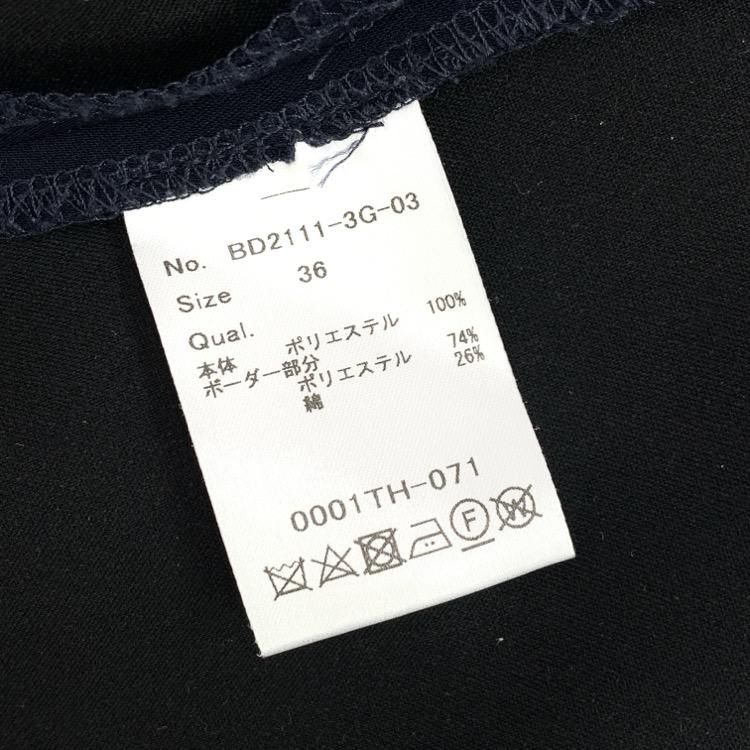 No. BD2111-3G-03
Size 36
Qual.
本体 ポリエステル 100%
ボーダー部分
ポリエステル 74%
綿 26%
0001TH-071
F W